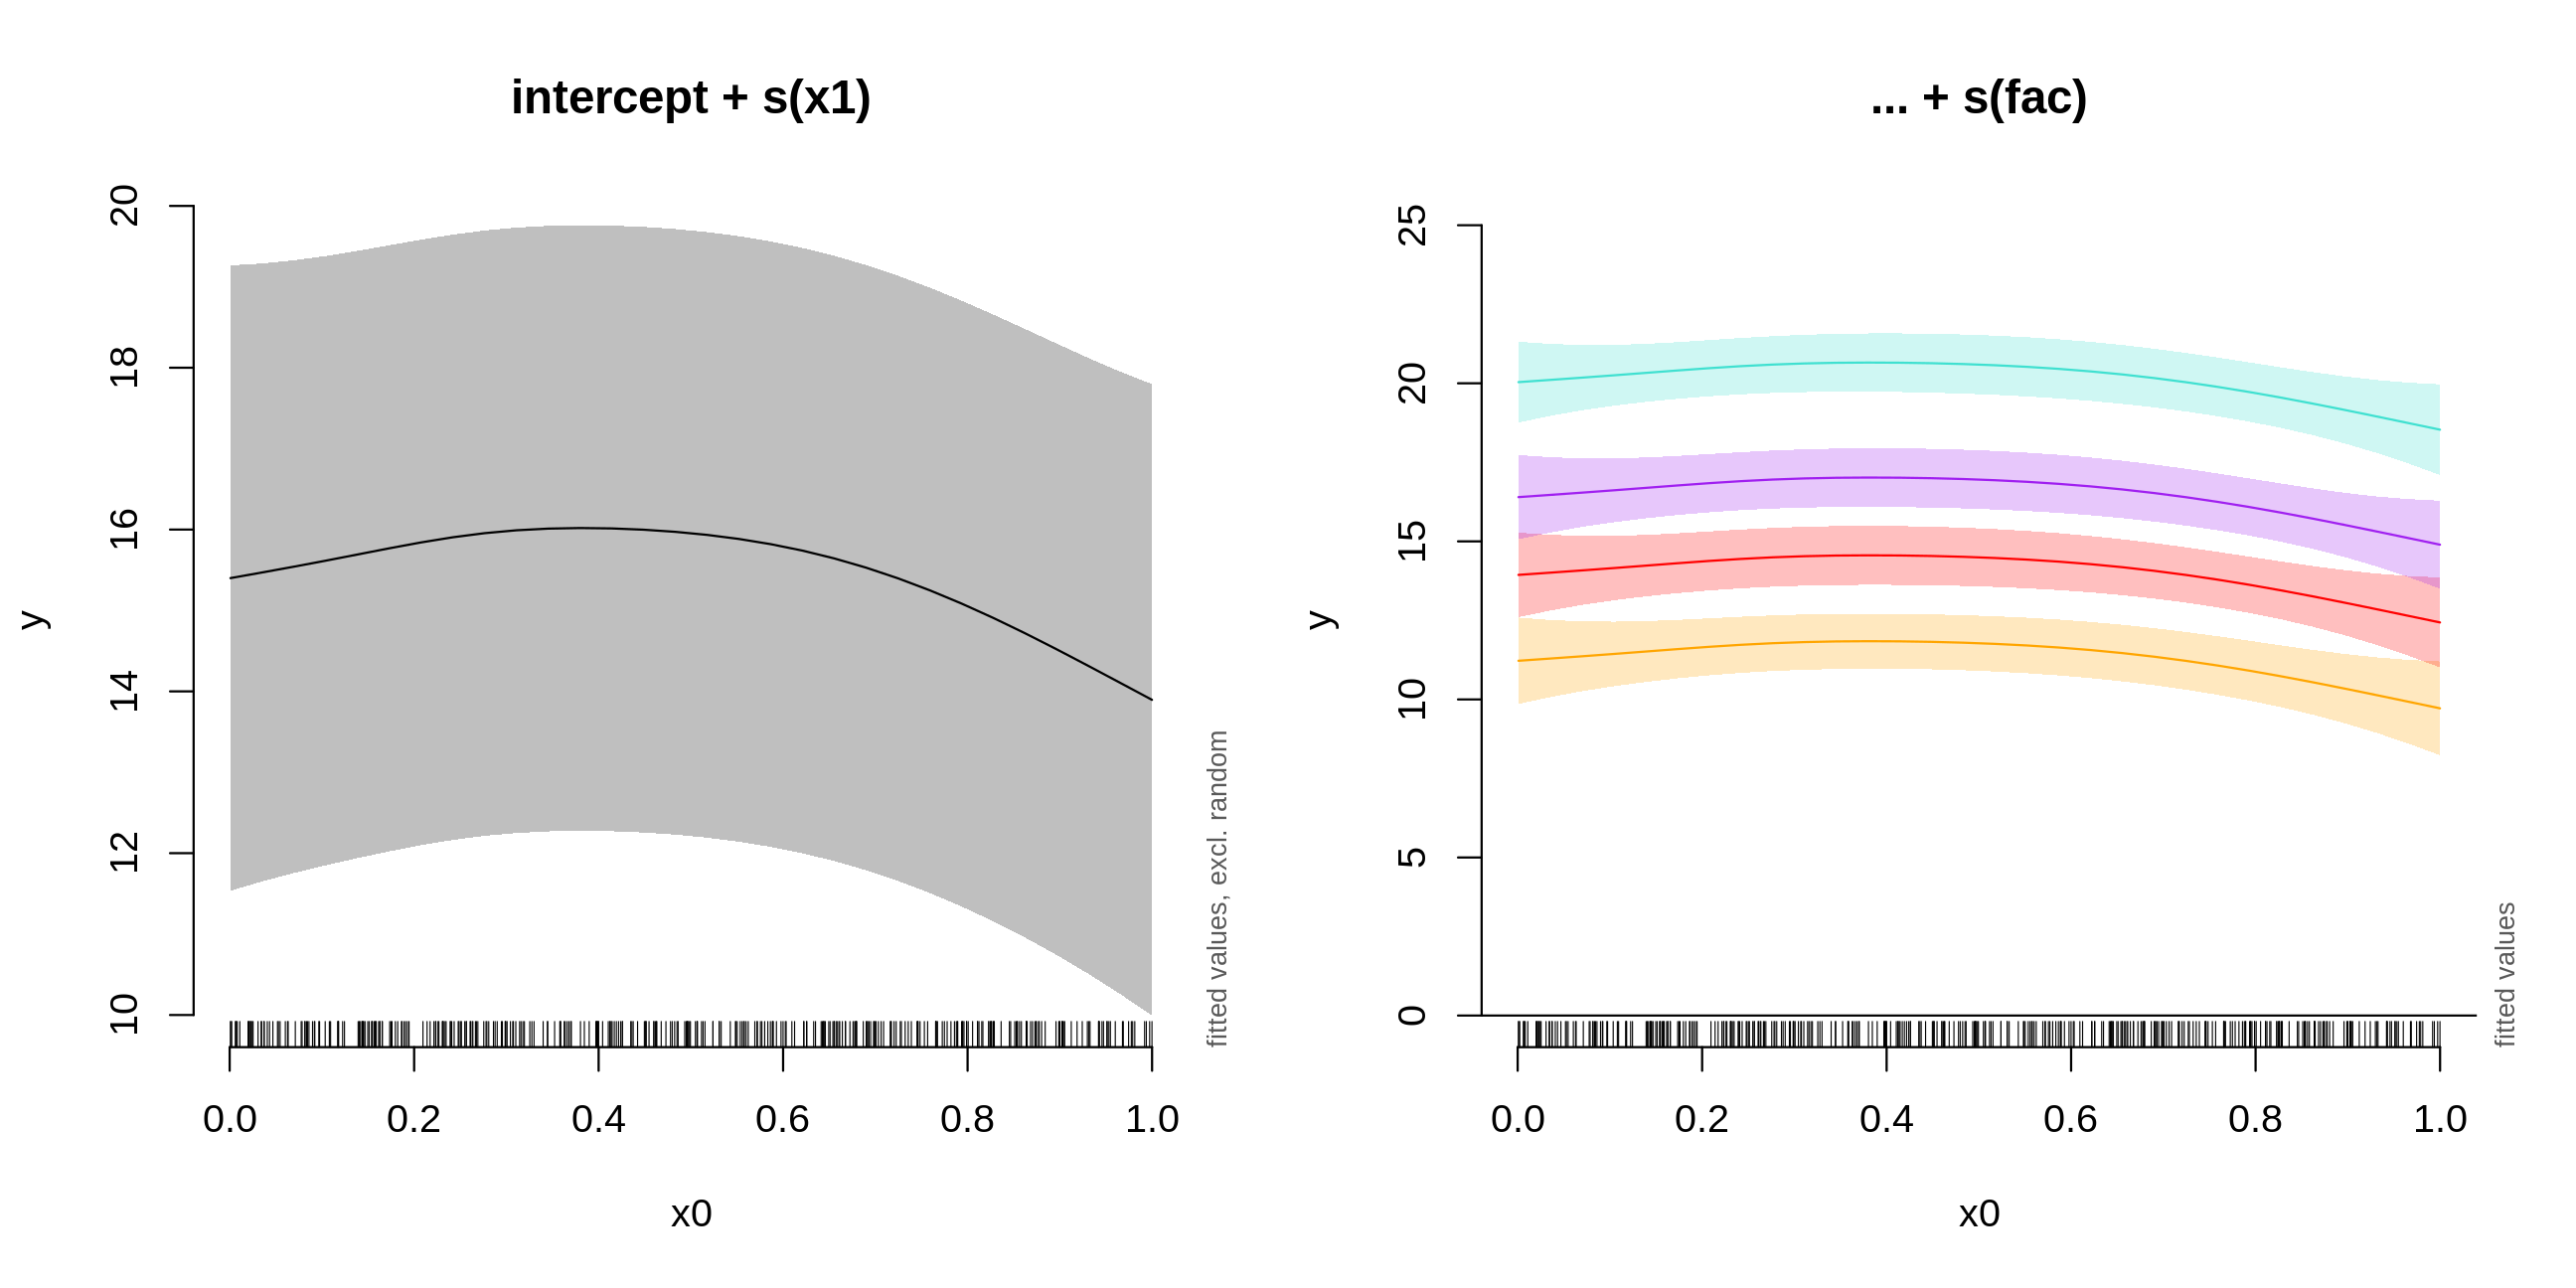 intercept + s(x1)
20
18
16
14
12
10
y
0.0 0.2 0.4 0.6 0.8 1.0
x0
fitted values, excl. random
... + s(fac)
25
20
15
10
5
0
y
0.0 0.2 0.4 0.6 0.8 1.0
x0
fitted values